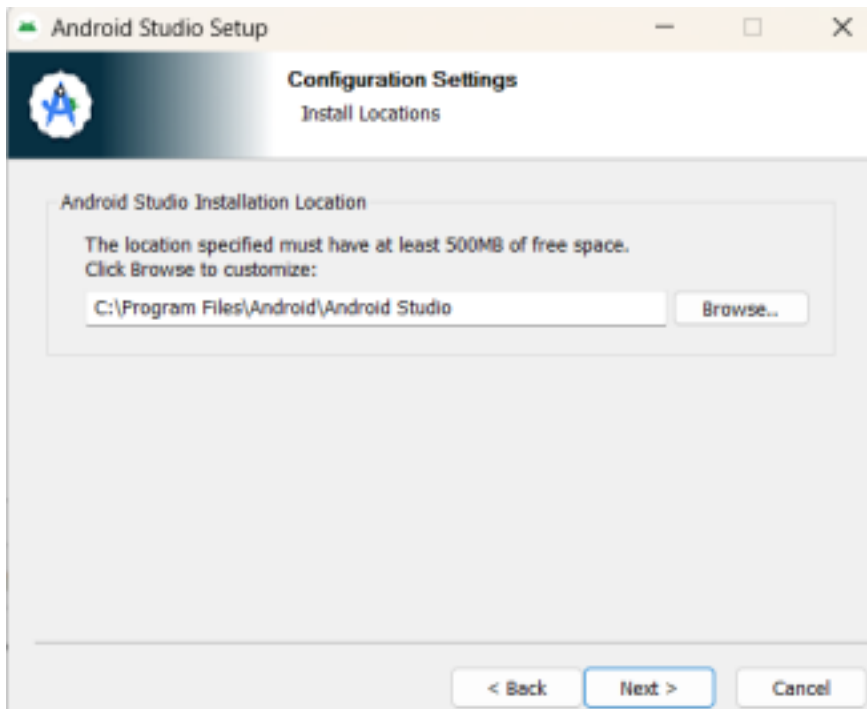 Android Studio Setup
Configuration Settings
Install Locations
Android Studio Installation Location
The location specified must have at least 500MB of free space.
Click Browse to customize:
C:\Program Files\Android\Android Studio
Browse...
< Back
Next >
Cancel